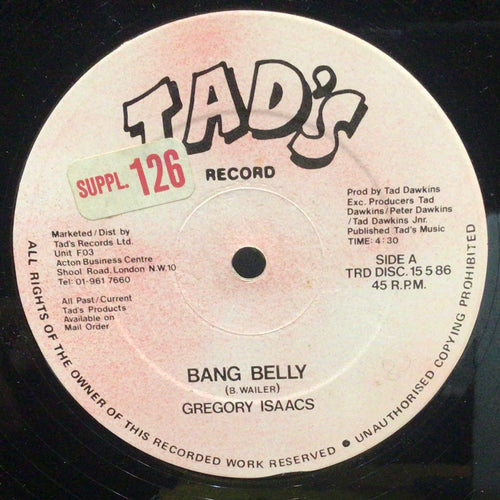 TAD's
RECORD
SUPPL. 126
Marketed/Dist by
Tad's Records Ltd.
Unit F03
Acton Business Centre
Shool Road, London N.W.10
Tel: 01-961 7660
All Past/Current
Tad's Products
Available on
Mail Order
Prod by Tad Dawkins
Exc. Producers Tad
Dawkins/Peter Dawkins
/Tad Dawkins Jnr.
Published Tad's Music
TIME: 4:30
SIDE A
TRD DISC. 15 5 86
45 R.P.M.
BANG BELLY
(B. WAILER)
GREGORY ISAACS
ALL RIGHTS OF THE OWNER OF THIS RECORDED WORK RESERVED ● UNAUTHORISED COPYING PROHIBITED